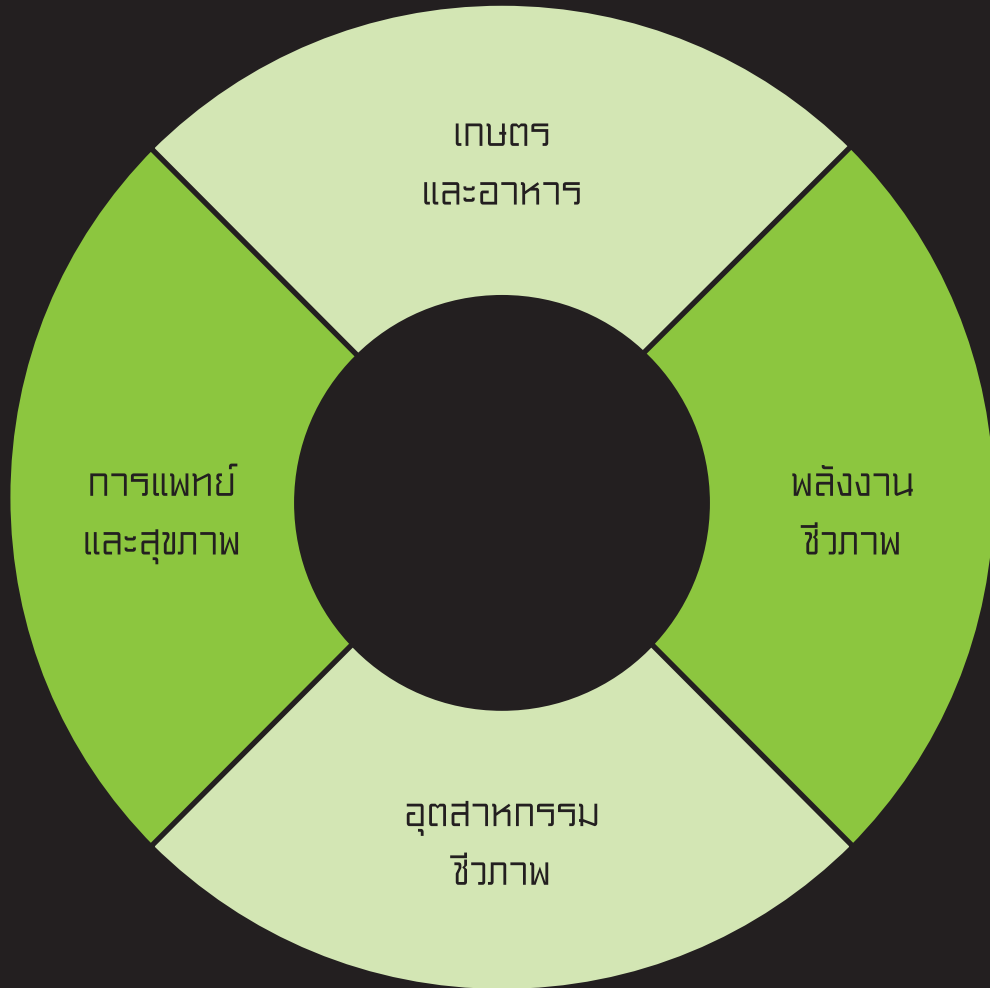 เกษตร
และอาหาร
การแพทย์
และสุขภาพ
พลังงาน
ชีวภาพ
อุตสาหกรรม
ชีวภาพ